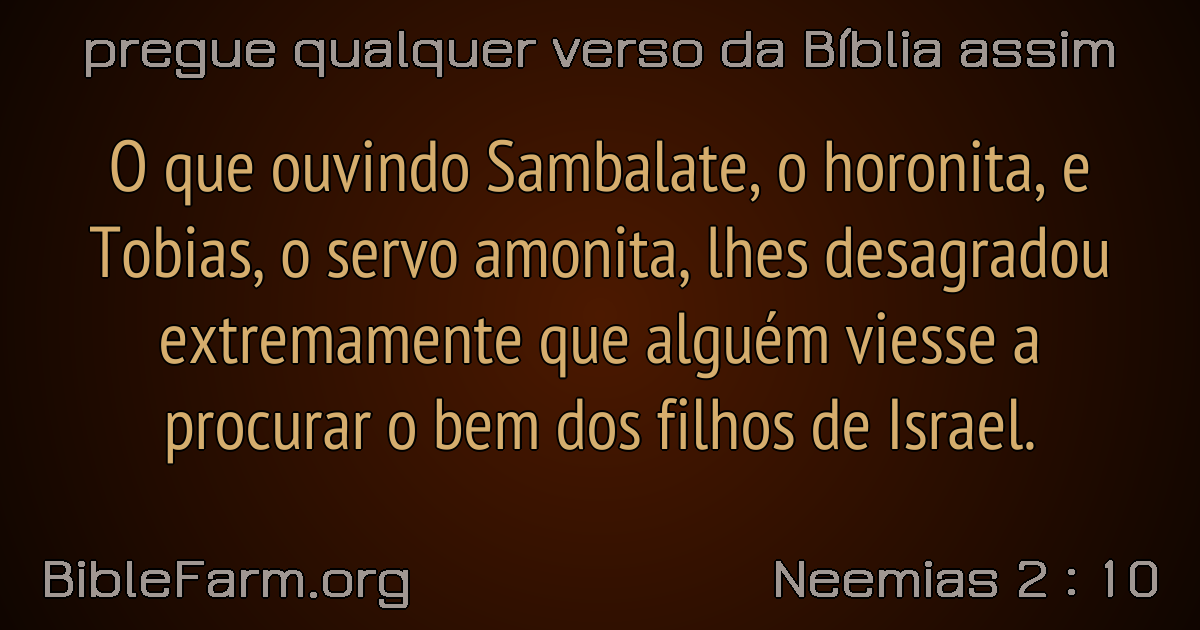 pregue qualquer verso da Bíblia assim
O que ouvindo Sambalate, o horonita, e
Tobias, o servo amonita, lhes desagradou
extremamente que alguém viesse a
procurar o bem dos filhos de Israel.
BibleFarm.org
Neemias 2 : 10